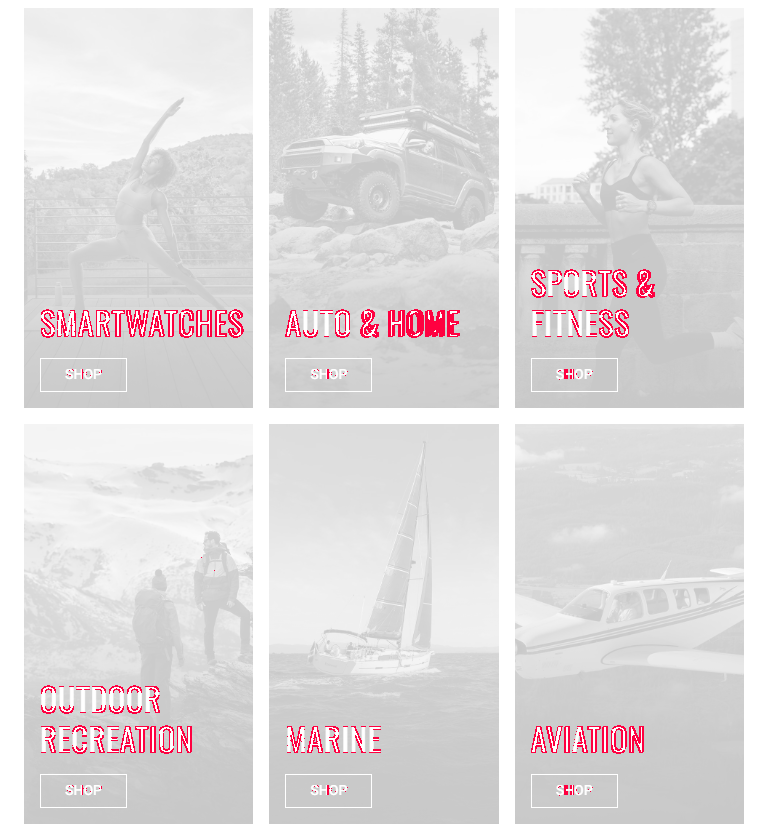 SMARTWATCHES
SHOP
AUTO & HOME
SHOP
SPORTS &
FITNESS
SHOP
OUTDOOR
RECREATION
SHOP
MARINE
SHOP
AVIATION
SHOP